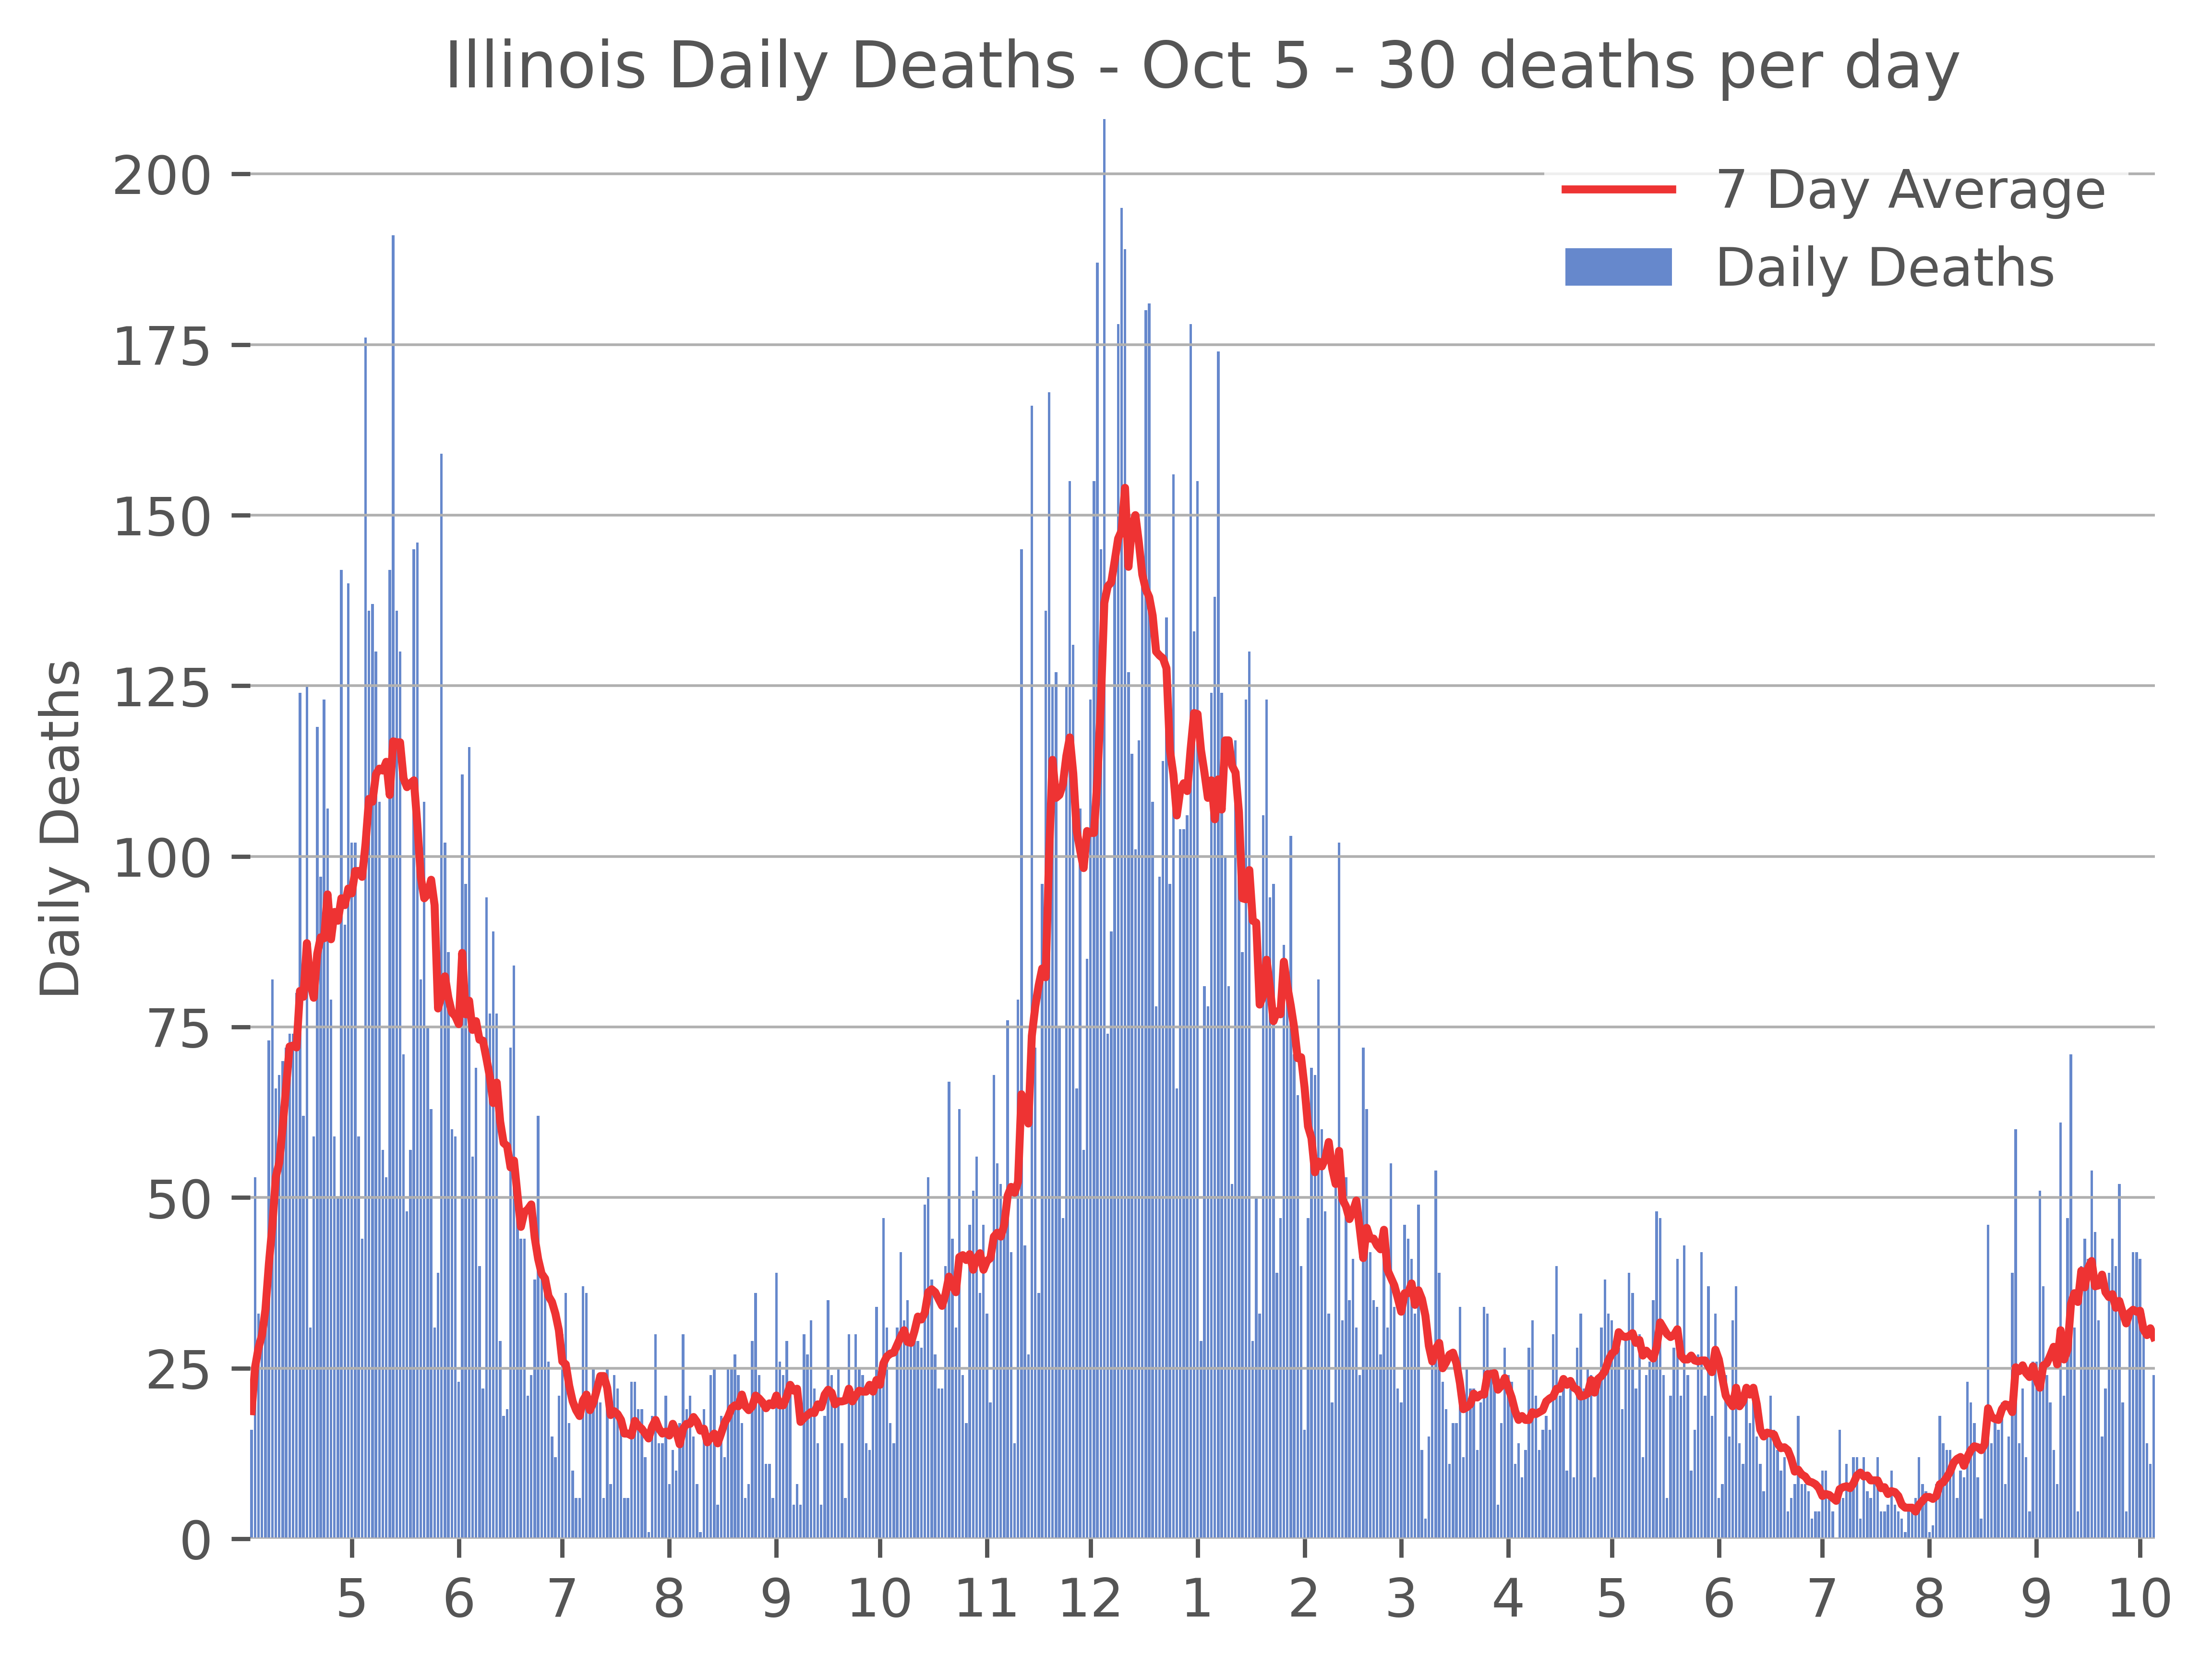 Illinois Daily Deaths - Oct 5 - 30 deaths per day
200
175
150
125
100
75
50
25
0
Daily Deaths
7 Day Average
Daily Deaths
5 6 7 8 9 10 11 12 1 2 3 4 5 6 7 8 9 10